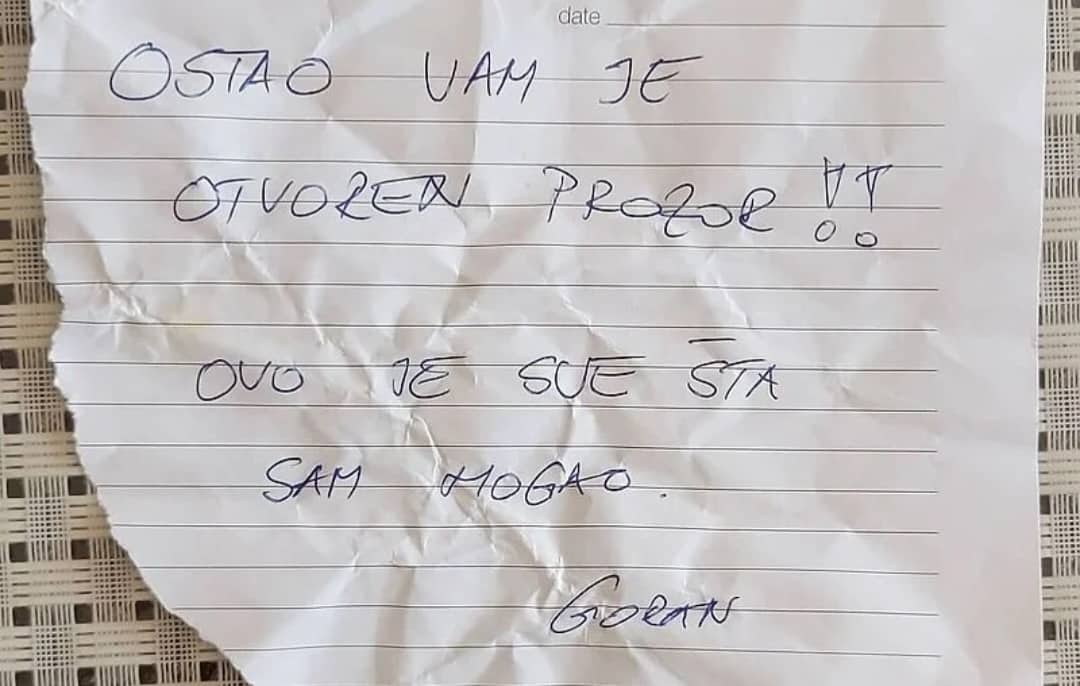 date
OSTAO VAM JE
OTVOREN PROZOR !!
OVO JE SVE ŠTA
SAM MOGAO.
GORAN